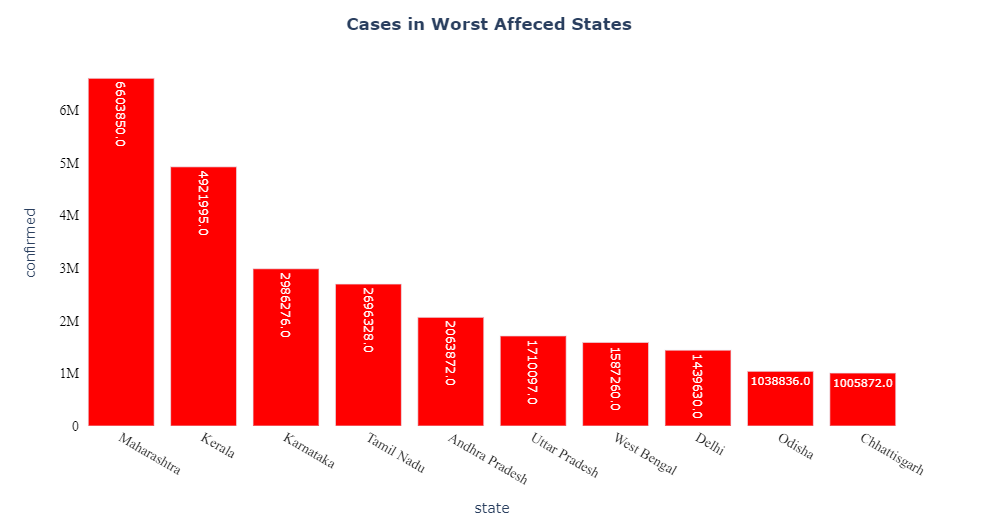 Cases in Worst Affeced States
confirmed
6M
5M
4M
3M
2M
1M
0
6603850.0
4921995.0
2986276.0
2696328.0
2063872.0
1710097.0
1587260.0
1439630.0
1038836.0
1005872.0
Maharashtra
Kerala
Karnataka
Tamil Nadu
Andhra Pradesh
Uttar Pradesh
West Bengal
Delhi
Odisha
Chhattisgarh
state